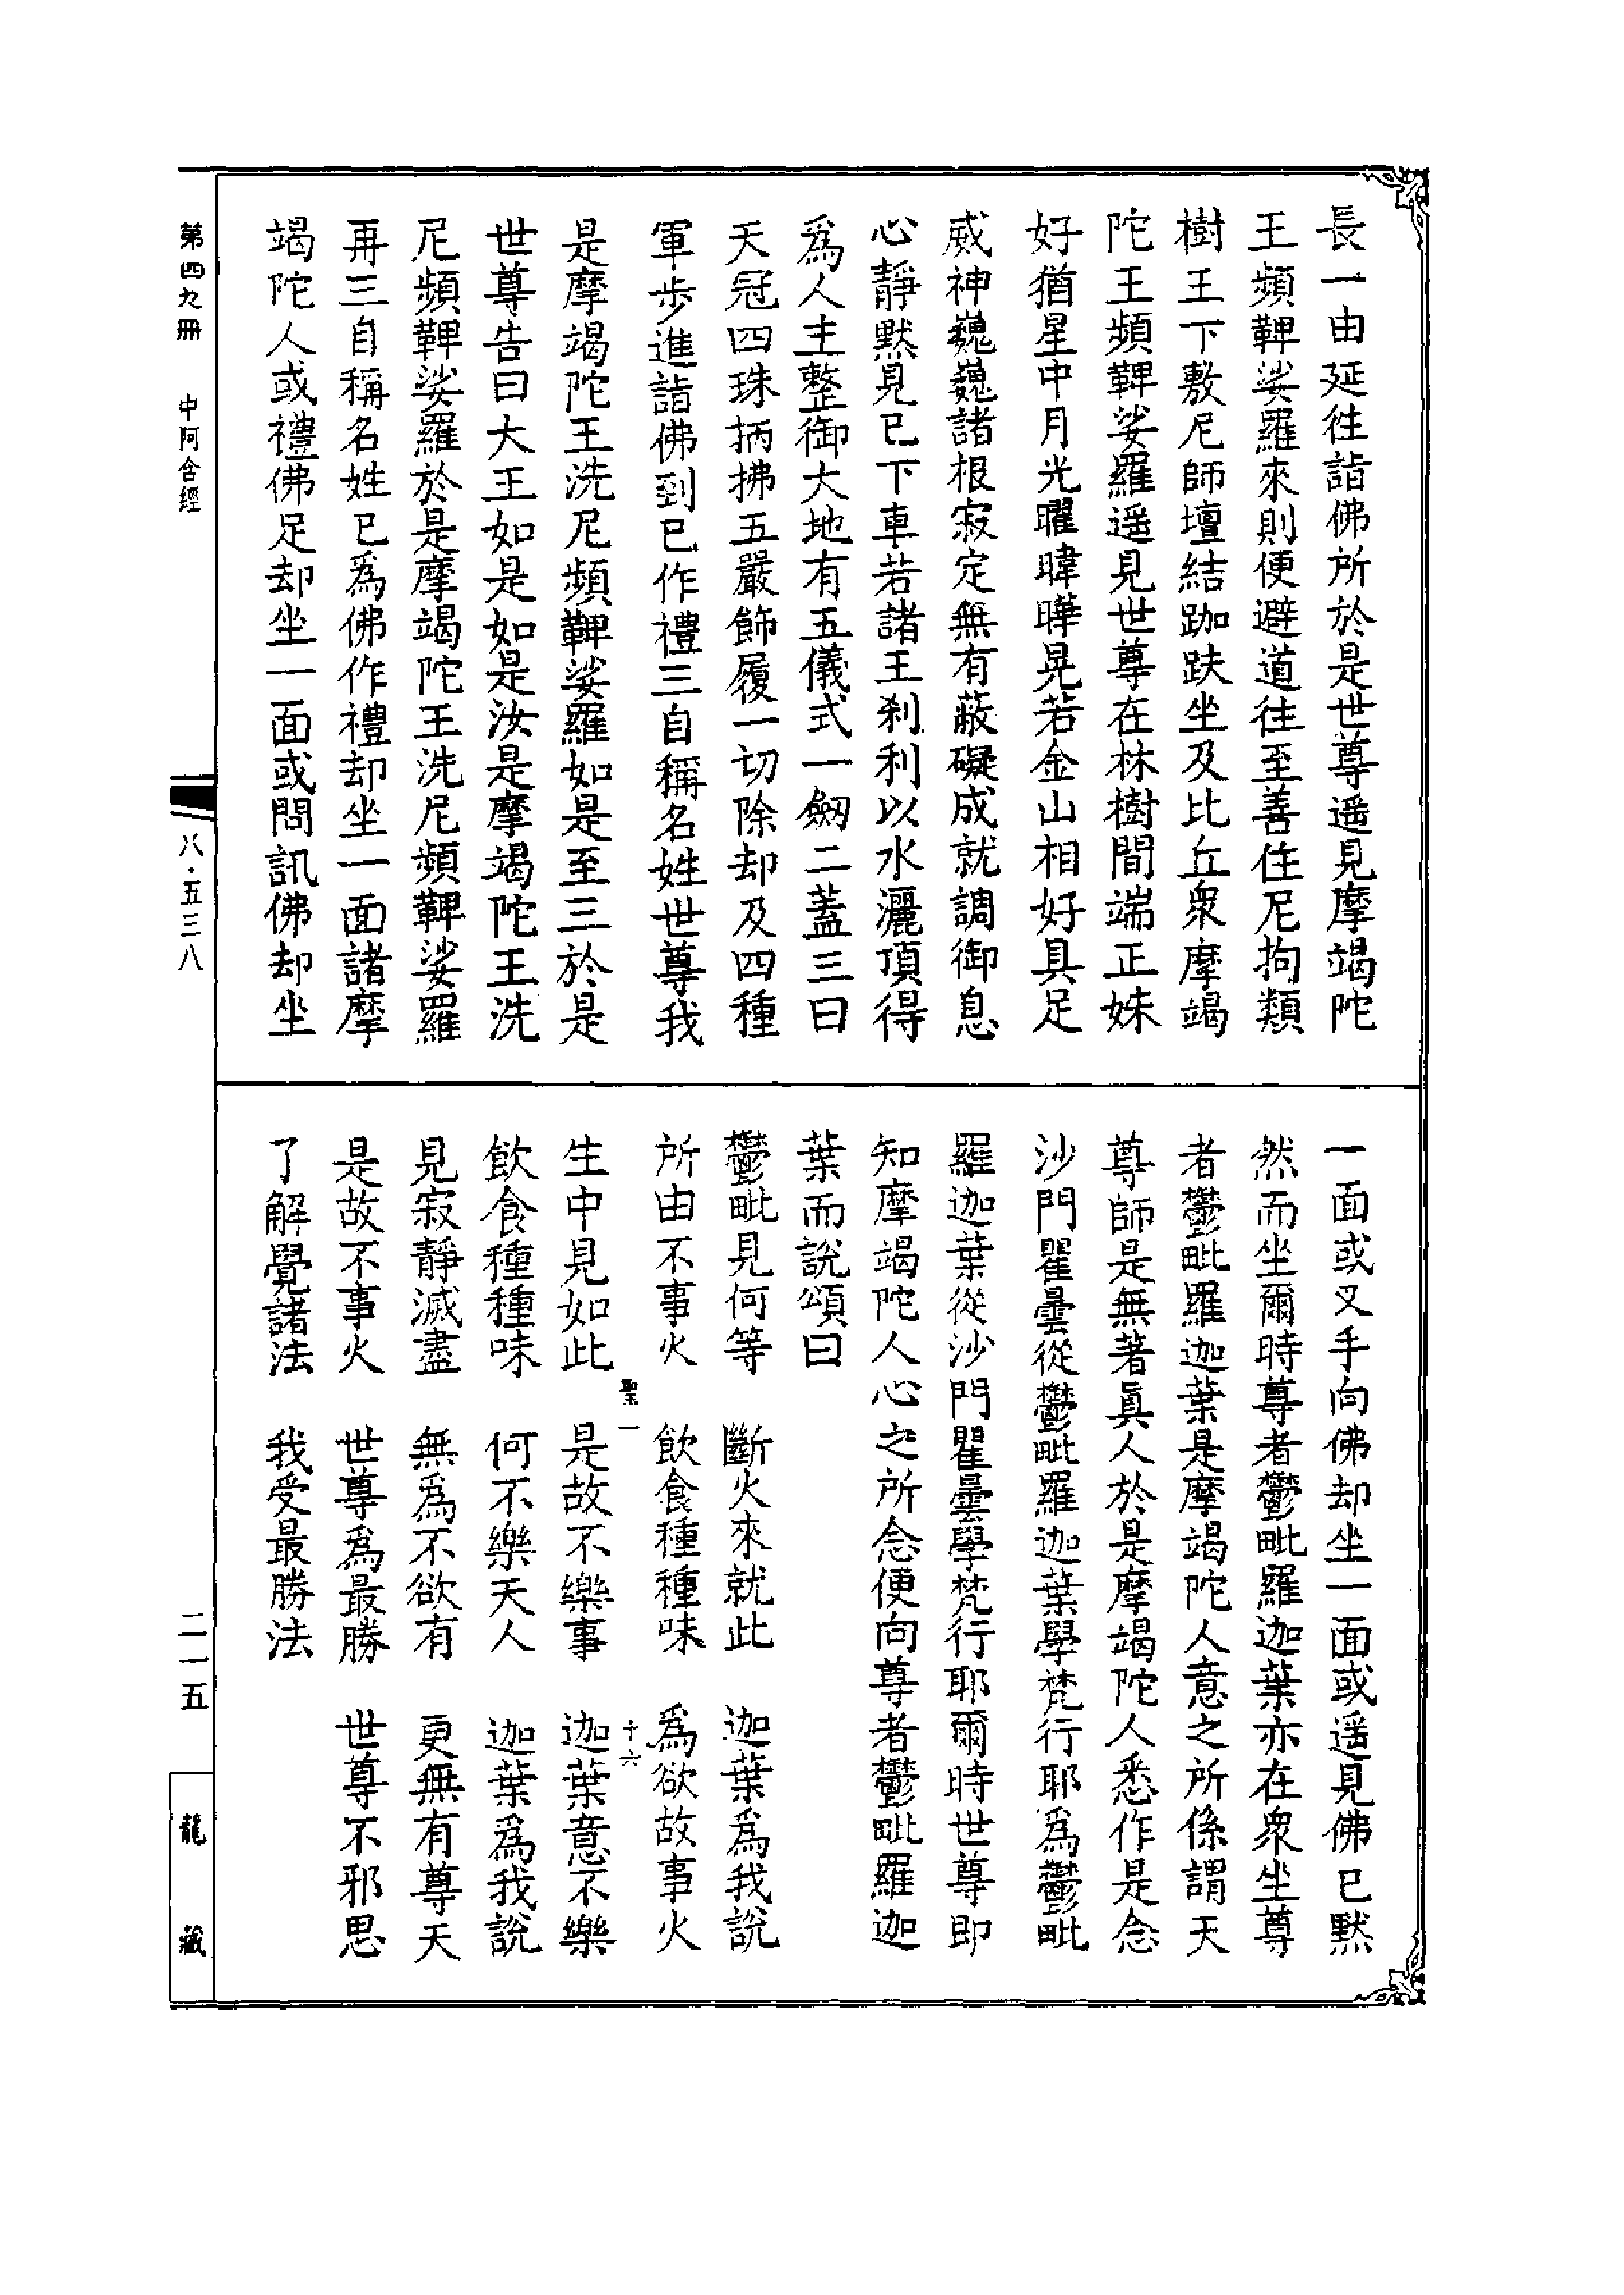 長一由延往詣佛所於是世尊遥見摩竭陀
王頻鞞娑羅來則便避道往至善住尼拘類
樹王下敷尼師壇結跏趺坐及比丘衆摩竭
陀王頻鞞娑羅遥見世尊在林樹間端正姝
好猶星中月光曜暐曄晃若金山相好具足
威神巍巍諸根寂定無有蔽礙成就調御息
心靜默見已下車若諸王刹利以水灑頂得
爲人主整御大地有五儀式一劒二蓋三曰
天冠四珠柄拂五嚴飾履一切除却及四種
軍步進詣佛到已作禮三自稱名姓世尊我
是摩竭陀王洗尼頻鞞娑羅如是至三於是
世尊告曰大王如是如是汝是摩竭陀王洗
尼頻鞞娑羅於是摩竭陀王洗尼頻鞞娑羅
再三自稱名姓已爲佛作禮却坐一面諸摩
竭陀人或禮佛足却坐一面或問訊佛却坐
一面或叉手向佛却坐一面或遥見佛已默
然而坐爾時尊者鬱毗羅迦葉亦在衆坐尊
者鬱毗羅迦葉是摩竭陀人意之所係謂天
尊師是無著眞人於是摩竭陀人悉作是念
沙門瞿曇從鬱毗羅迦葉學梵行耶爲鬱毗
羅迦葉從沙門瞿曇學梵行耶爾時世尊即
知摩竭陀人心之所念便向尊者鬱毗羅迦
葉而說頌曰
鬱毗見何等　斷火來就此　迦葉爲我說
所由不事火　飲食種種味　爲欲故事火
聖一　十六
生中見如此　是故不樂事　迦葉意不樂
飲食種種味　何不樂天人　迦葉爲我說
見寂靜滅盡　無爲不欲有　更無有尊天
是故不事火　世尊爲最勝　世尊不邪思
了解覺諸法　我受最勝法
第四九冊　中阿含經　八·五三八　二一五　龍藏